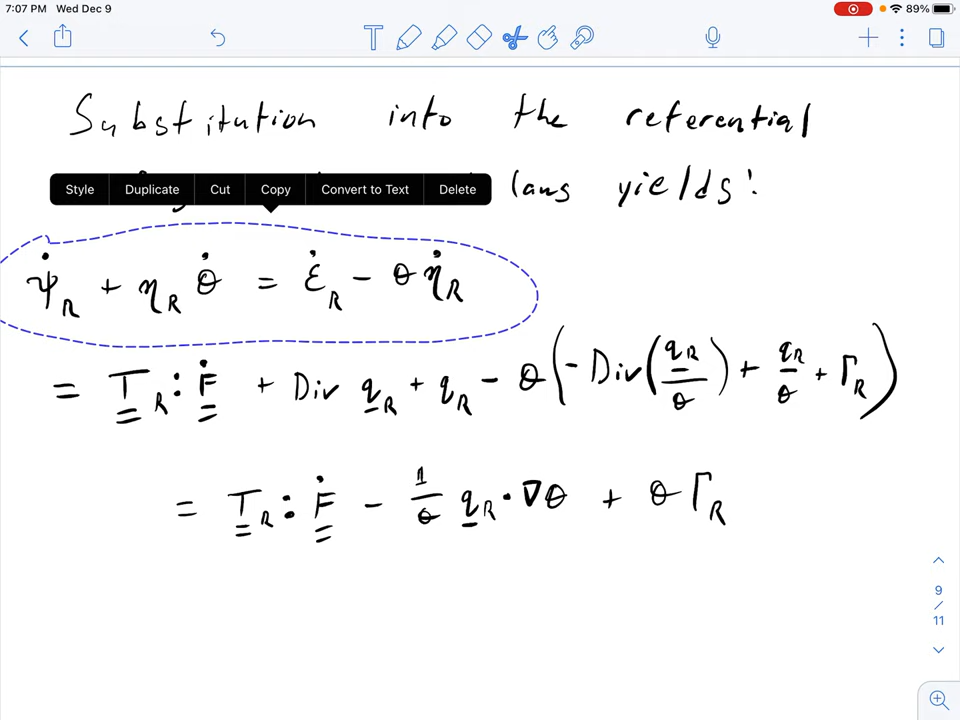 7:07 PM Wed Dec 9 89%
Substitution into the referential
Style Duplicate Cut Copy Convert to Text Delete
laws yields:
ψ̇_R + η_R θ̇ = ε̇_R − θ η̇_R
= T_R : Ḟ + Div q_R + q_R − θ (− Div(q_R/θ) + q_R/θ + Γ_R)
= T_R : Ḟ − 1/θ q_R · ∇θ + θ Γ_R
9
/
11